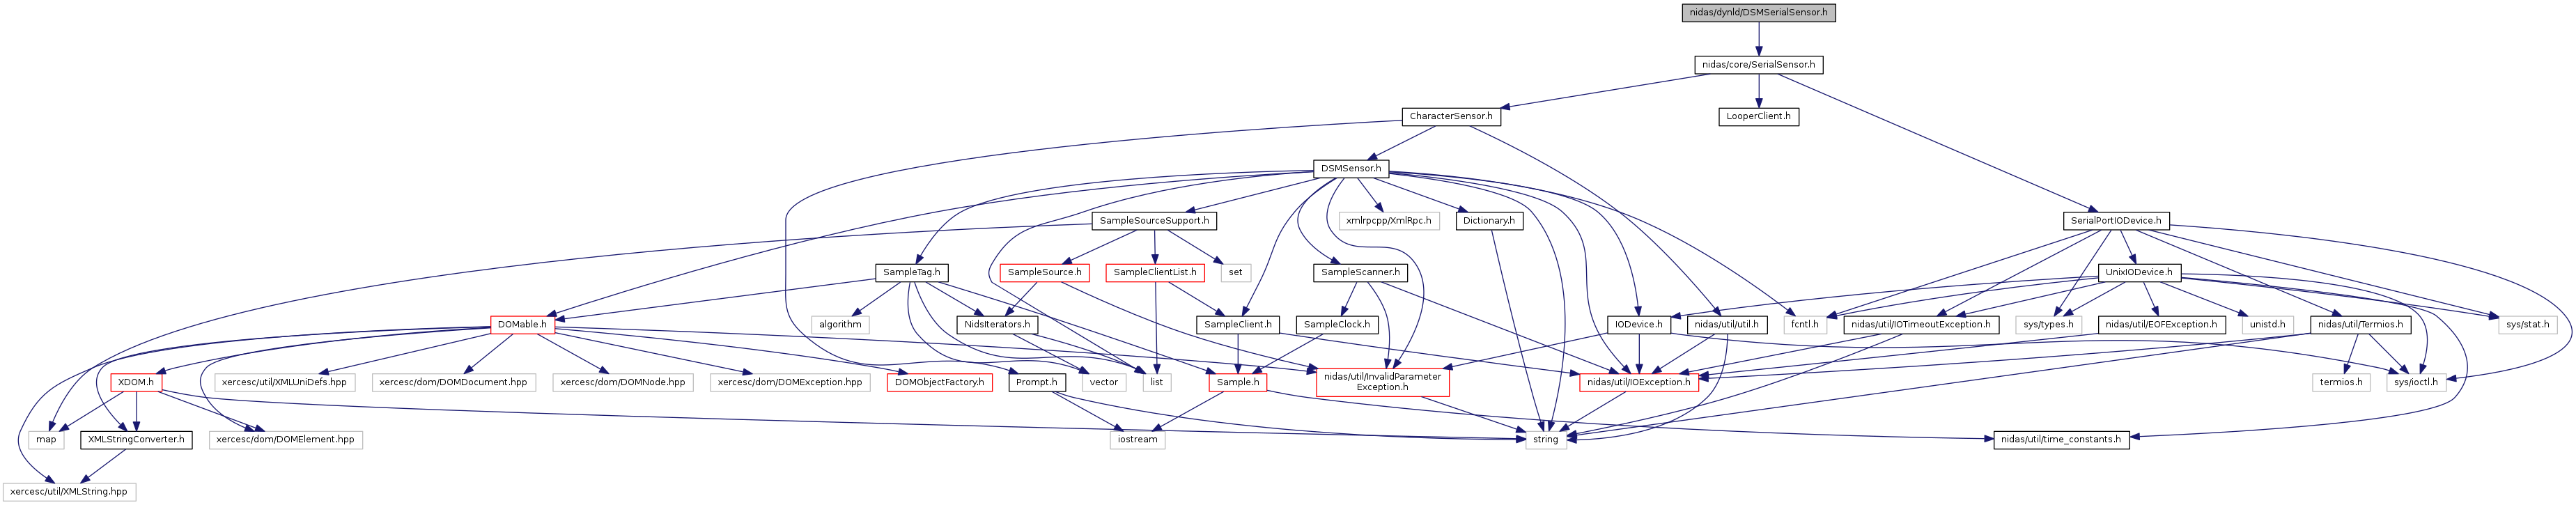 nidas/dynld/DSMSerialSensor.h
nidas/core/SerialSensor.h
CharacterSensor.h
LooperClient.h
DSMSensor.h
SampleSourceSupport.h
xmlrpcpp/XmlRpc.h
Dictionary.h
SerialPortIODevice.h
SampleTag.h
SampleSource.h
SampleClientList.h
set
SampleScanner.h
UnixIODevice.h
DOMable.h
algorithm
NidsIterators.h
SampleClient.h
SampleClock.h
IODevice.h
nidas/util/util.h
fcntl.h
nidas/util/IOTimeoutException.h
sys/types.h
nidas/util/EOFException.h
unistd.h
nidas/util/Termios.h
sys/stat.h
XDOM.h
xercesc/util/XMLUniDefs.hpp
xercesc/dom/DOMDocument.hpp
xercesc/dom/DOMNode.hpp
xercesc/dom/DOMException.hpp
DOMObjectFactory.h
Prompt.h
vector
list
Sample.h
nidas/util/InvalidParameter
Exception.h
nidas/util/IOException.h
termios.h
sys/ioctl.h
map
XMLStringConverter.h
xercesc/dom/DOMElement.hpp
iostream
string
nidas/util/time_constants.h
xercesc/util/XMLString.hpp